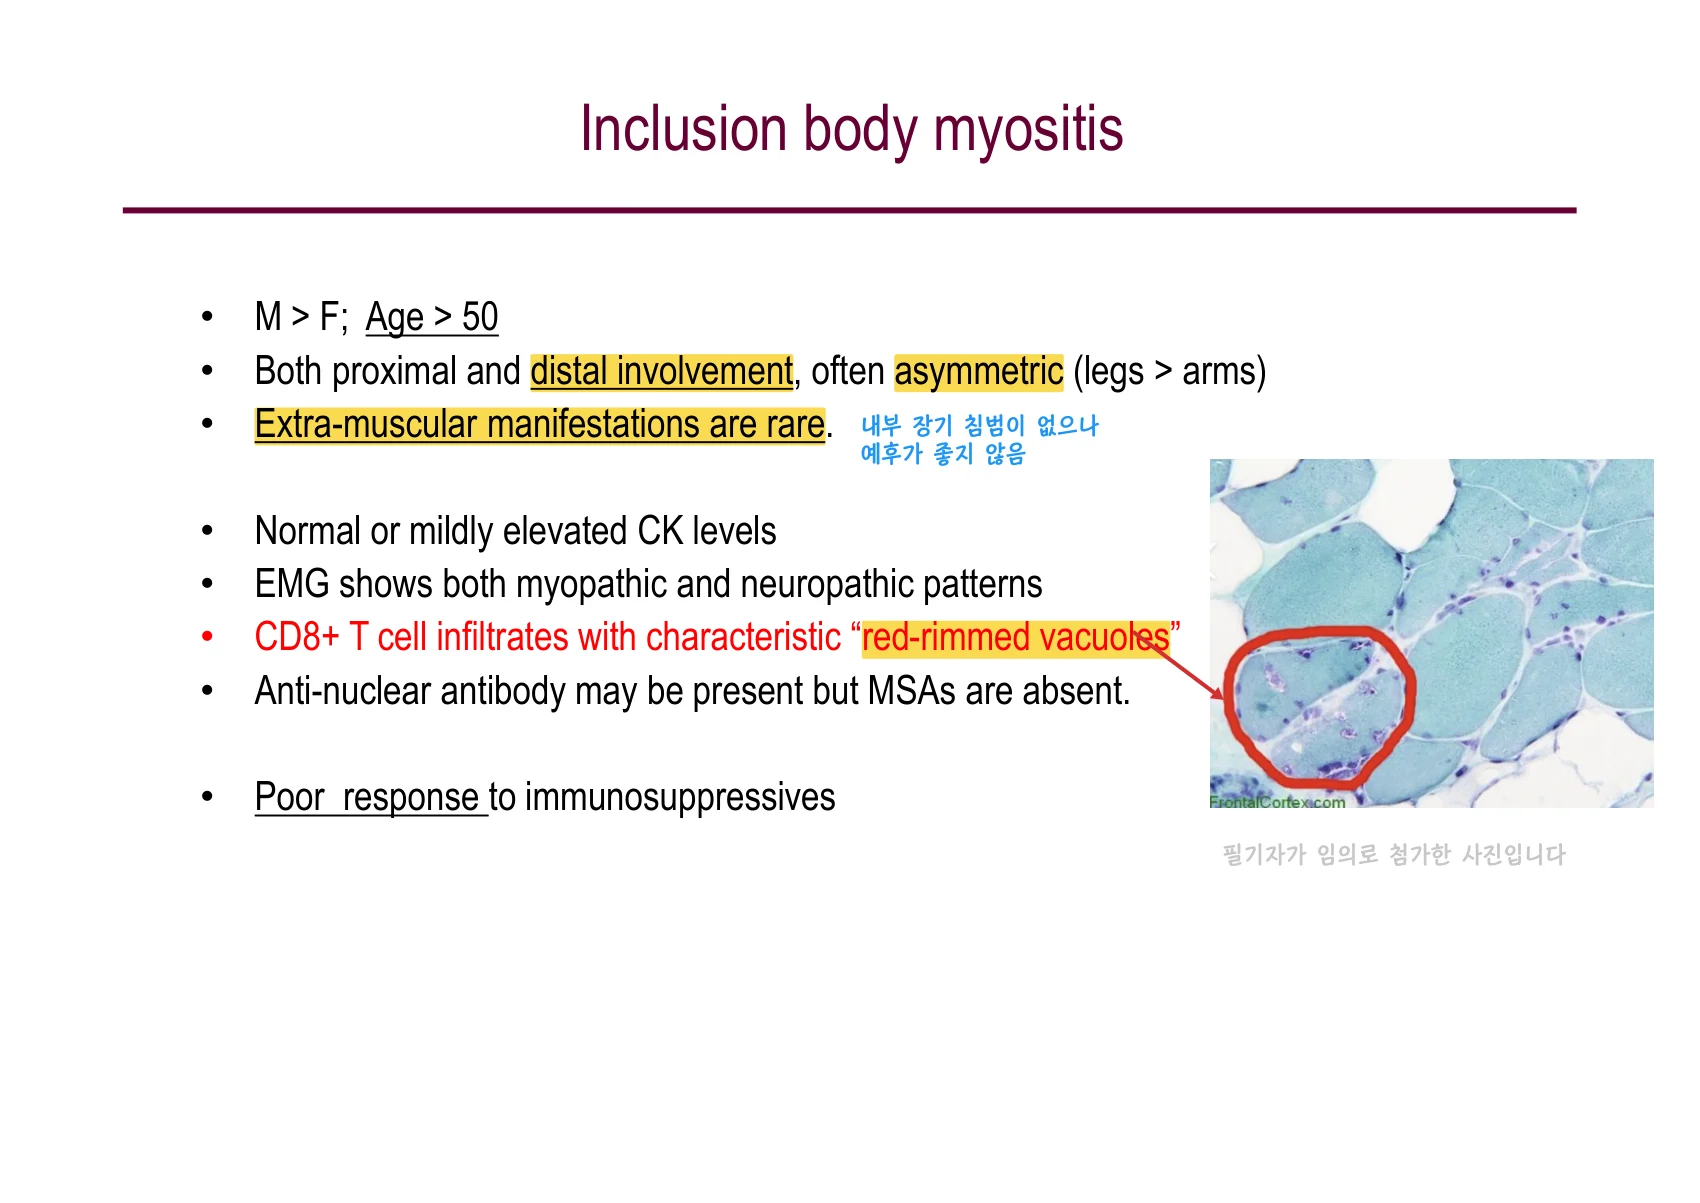 Inclusion body myositis
• M > F; Age > 50
• Both proximal and distal involvement, often asymmetric (legs > arms)
• Extra-muscular manifestations are rare.
내부 장기 침범이 없으나
예후가 좋지 않음
• Normal or mildly elevated CK levels
• EMG shows both myopathic and neuropathic patterns
• CD8+ T cell infiltrates with characteristic “red-rimmed vacuoles”
• Anti-nuclear antibody may be present but MSAs are absent.
• Poor response to immunosuppressives
FrontalCortex.com
필기자가 임의로 첨가한 사진입니다